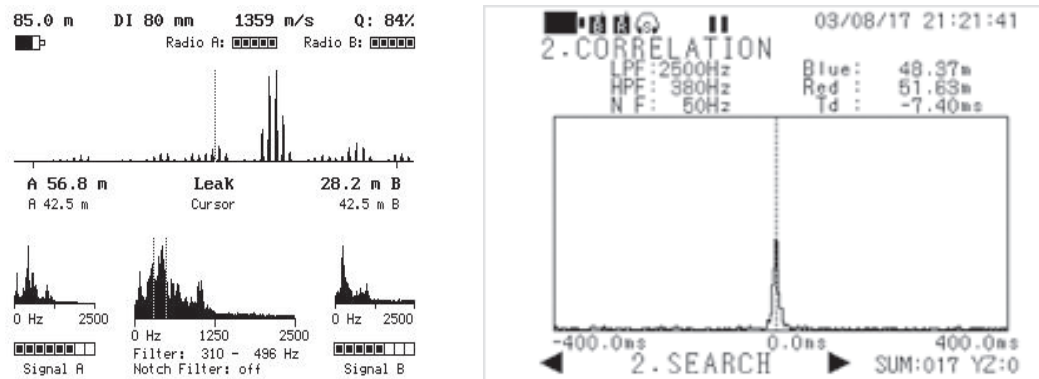 85.0 m DI 80 mm 1359 m/s Q: 84%
Radio A: Radio B:
A 56.8 m Leak 28.2 m B
A 42.5 m Cursor 42.5 m B
0 Hz 2500
0 Hz 1250 2500
0 Hz 2500
Filter: 310 - 496 Hz
Notch Filter: off
Signal A
Signal B
03/08/17 21:21:41
2.CORRELATION
LPF:2500Hz Blue: 48.37m
HPF: 380Hz Red : 51.63m
N F: 50Hz Td : -7.40ms
-400.0ms 0.0ms 400.0ms
2.SEARCH SUM:017 YZ:0